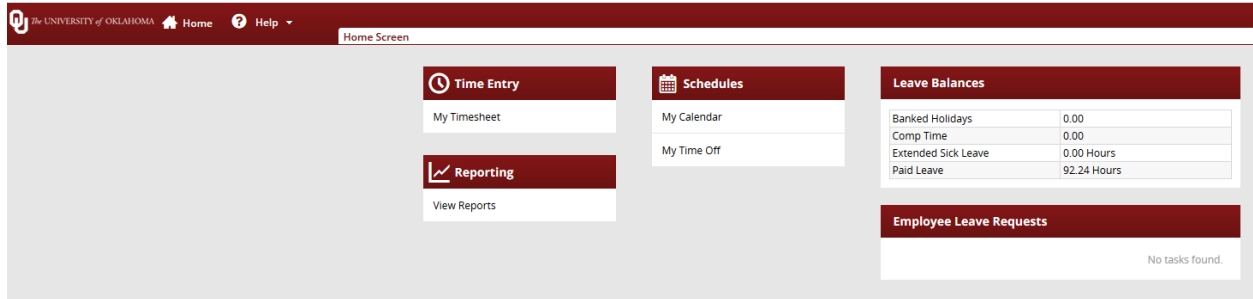 The UNIVERSITY of OKLAHOMA Home Help
Home Screen
Time Entry
My Timesheet
Reporting
View Reports
Schedules
My Calendar
My Time Off
Leave Balances
Banked Holidays 0.00
Comp Time 0.00
Extended Sick Leave 0.00 Hours
Paid Leave 92.24 Hours
Employee Leave Requests
No tasks found.